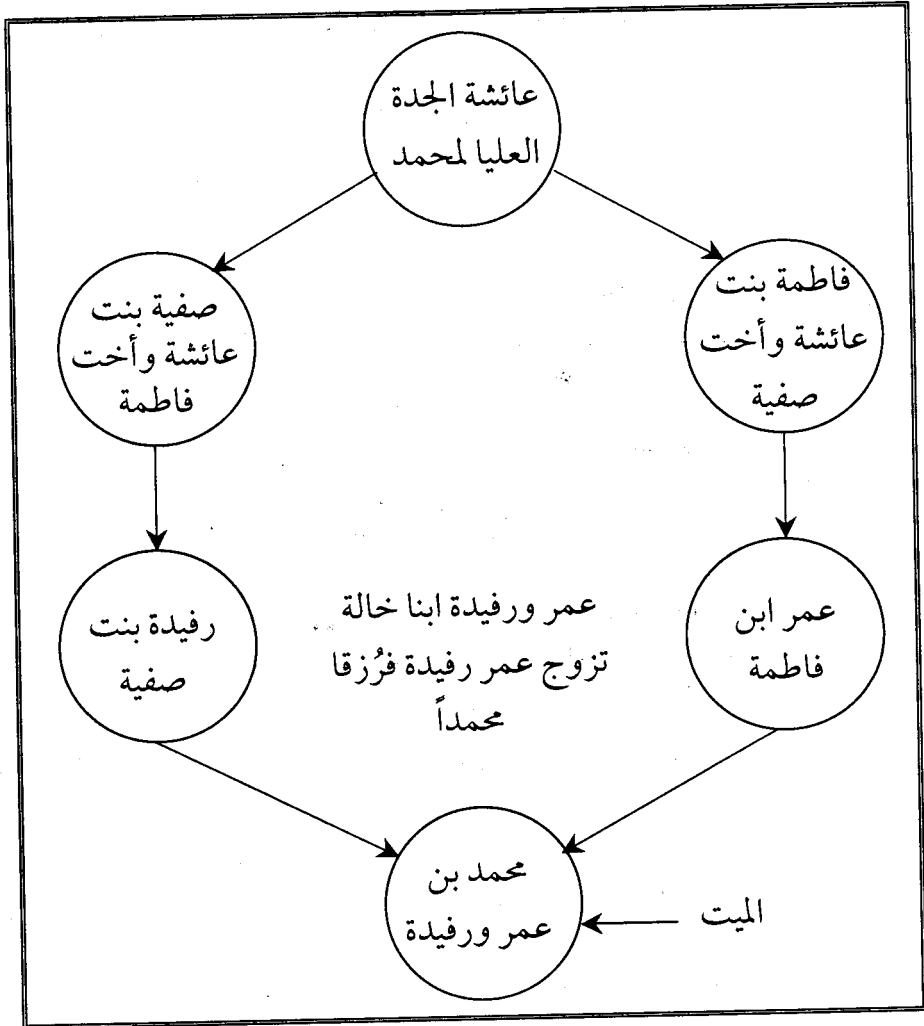 عائشة الجدة
العليا لمحمد
فاطمة بنت
عائشة وأخت
صفية
صفية بنت
عائشة وأخت
فاطمة
عمر ابن
فاطمة
عمر ورفيدة ابنا خالة
تزوج عمر رفيدة فرُزقا
محمداً
رفيدة بنت
صفية
محمد بن
عمر ورفيدة
الميت